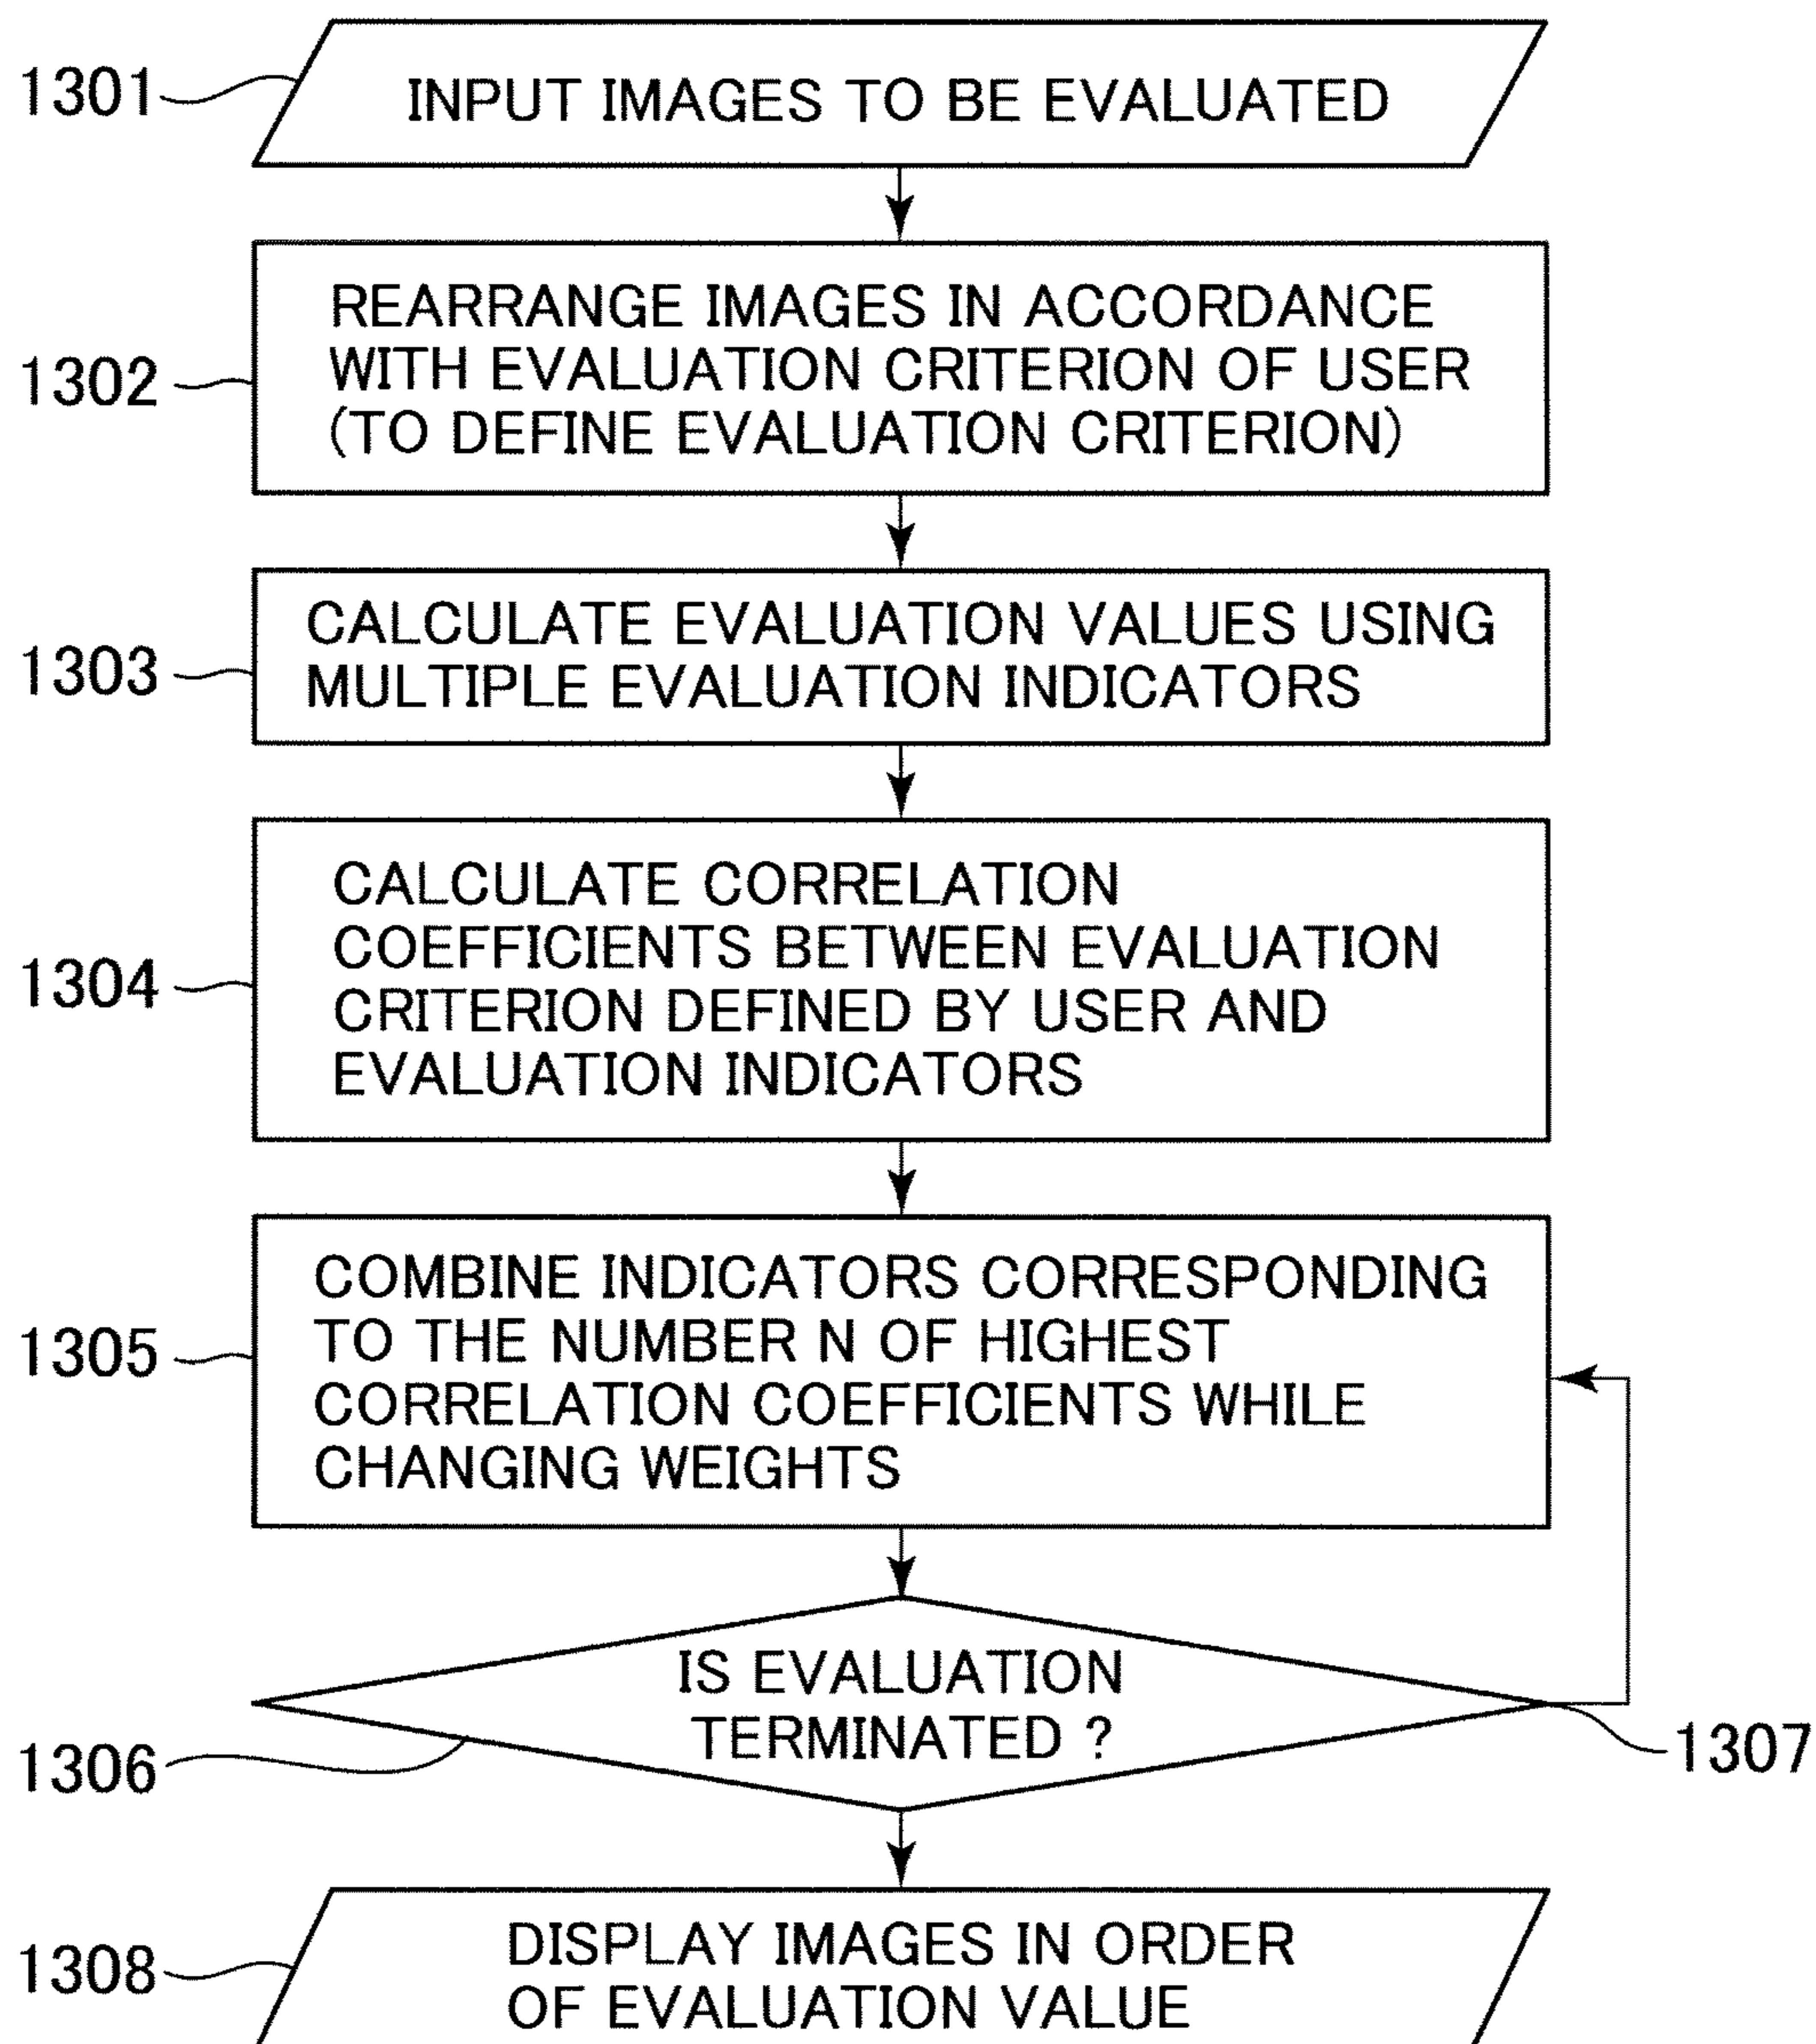 1301
INPUT IMAGES TO BE EVALUATED
1302
REARRANGE IMAGES IN ACCORDANCE
WITH EVALUATION CRITERION OF USER
(TO DEFINE EVALUATION CRITERION)
1303
CALCULATE EVALUATION VALUES USING
MULTIPLE EVALUATION INDICATORS
1304
CALCULATE CORRELATION
COEFFICIENTS BETWEEN EVALUATION
CRITERION DEFINED BY USER AND
EVALUATION INDICATORS
1305
COMBINE INDICATORS CORRESPONDING
TO THE NUMBER N OF HIGHEST
CORRELATION COEFFICIENTS WHILE
CHANGING WEIGHTS
1306
IS EVALUATION
TERMINATED ?
1307
1308
DISPLAY IMAGES IN ORDER
OF EVALUATION VALUE